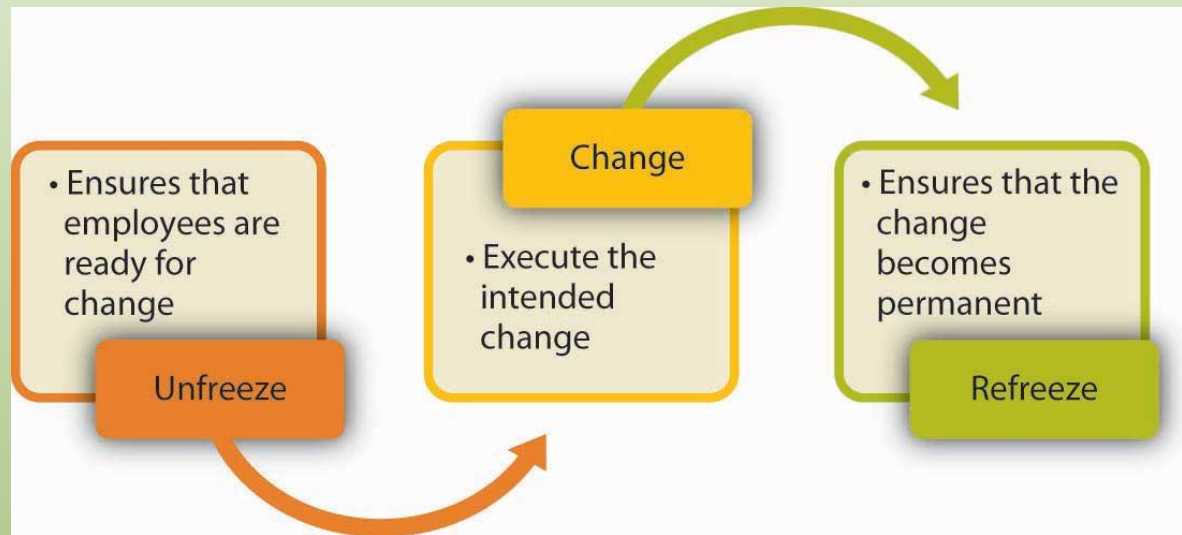 • Ensures that
employees are
ready for
change
Unfreeze
Change
• Execute the
intended
change
• Ensures that the
change
becomes
permanent
Refreeze